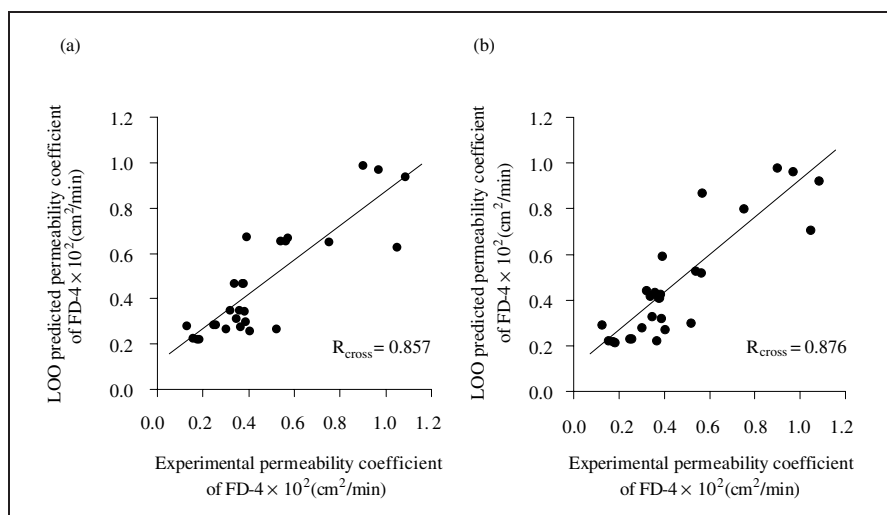 (a)
LOO predicted permeability coefficient
of FD-4 × 10²(cm²/min)
1.2
1.0
0.8
0.6
0.4
0.2
0.0
0.0 0.2 0.4 0.6 0.8 1.0 1.2
R_cross = 0.857
Experimental permeability coefficient
of FD-4 × 10²(cm²/min)
(b)
LOO predicted permeability coefficient
of FD-4 × 10²(cm²/min)
1.2
1.0
0.8
0.6
0.4
0.2
0.0
0.0 0.2 0.4 0.6 0.8 1.0 1.2
R_cross = 0.876
Experimental permeability coefficient
of FD-4 × 10²(cm²/min)